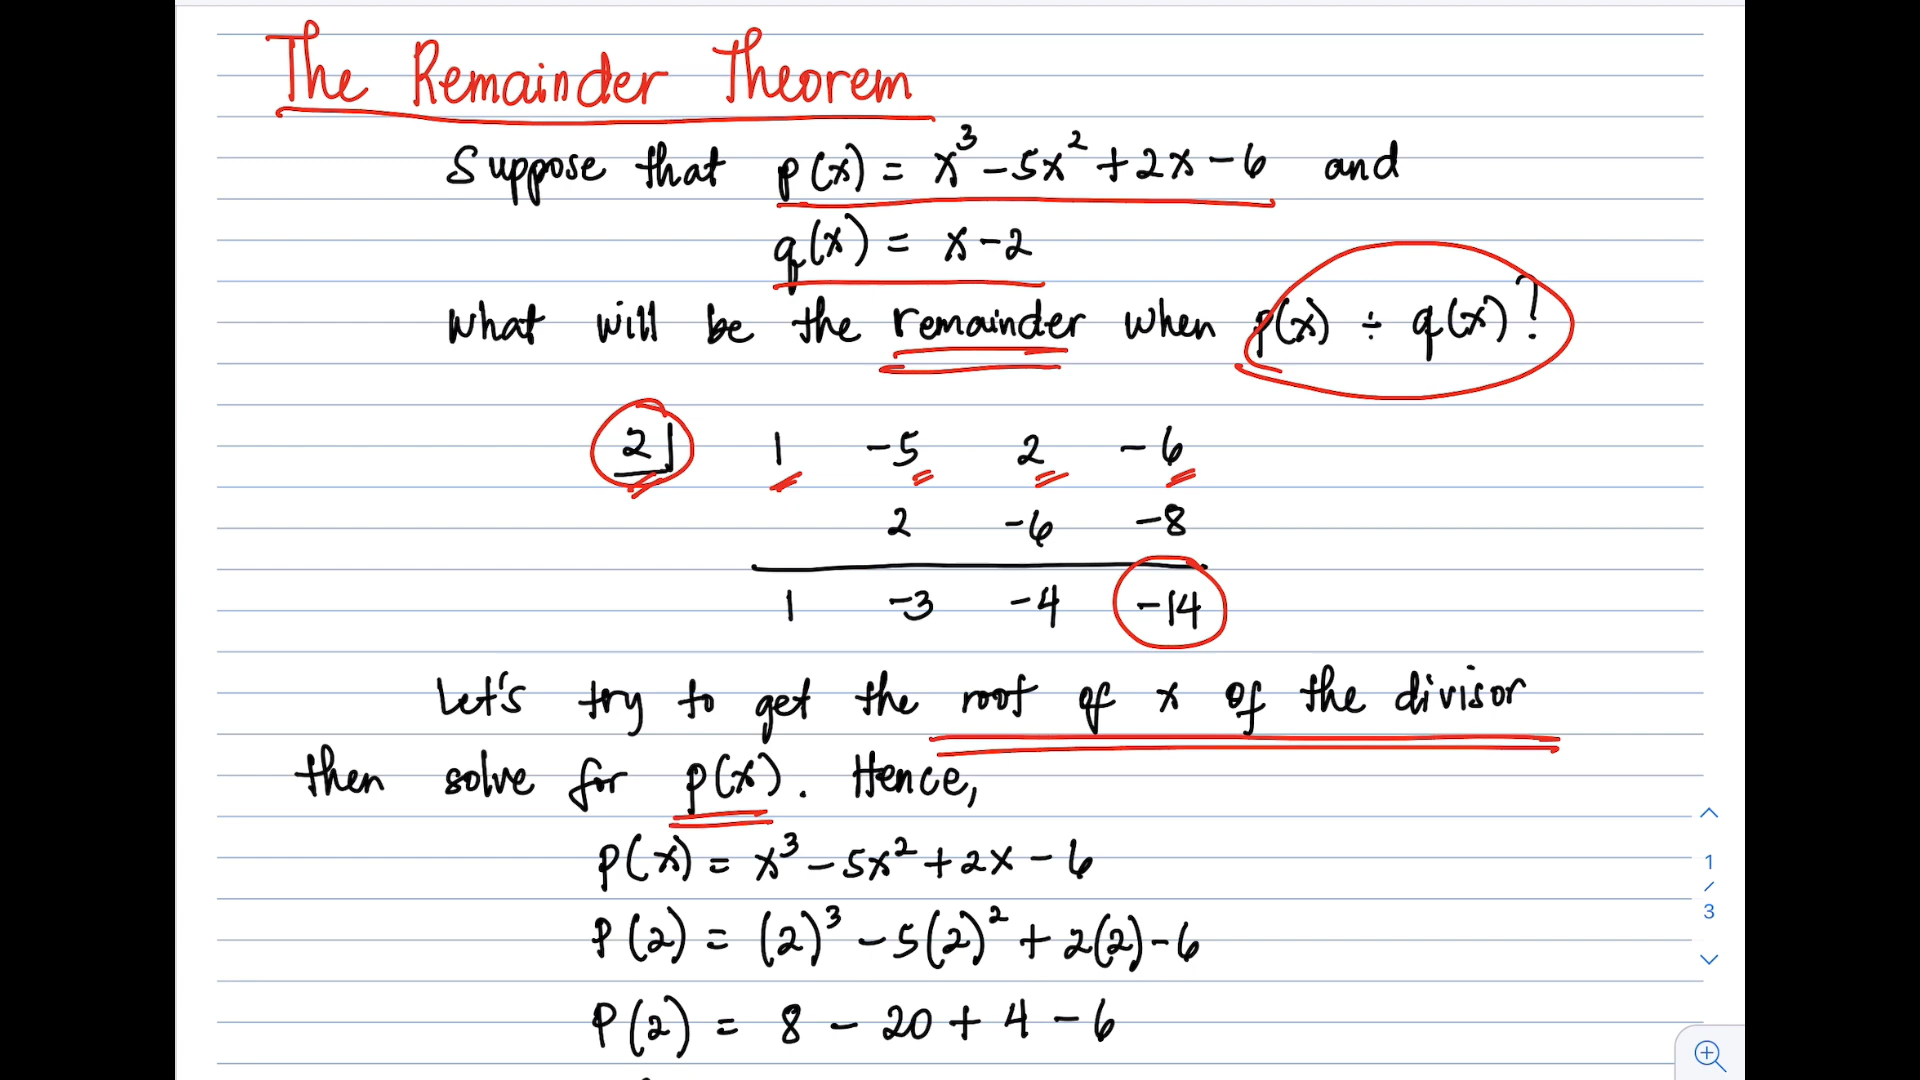 The Remainder Theorem
Suppose that p(x) = x³ - 5x² + 2x - 6 and
q(x) = x - 2
What will be the remainder when p(x) ÷ q(x)?
2 1 -5 2 -6
2 -6 -8
1 -3 -4 -14
Let's try to get the root of x of the divisor
then solve for p(x). Hence,
P(x) = x³ - 5x² + 2x - 6
P(2) = (2)³ - 5(2)² + 2(2) - 6
P(2) = 8 - 20 + 4 - 6
1
/
3